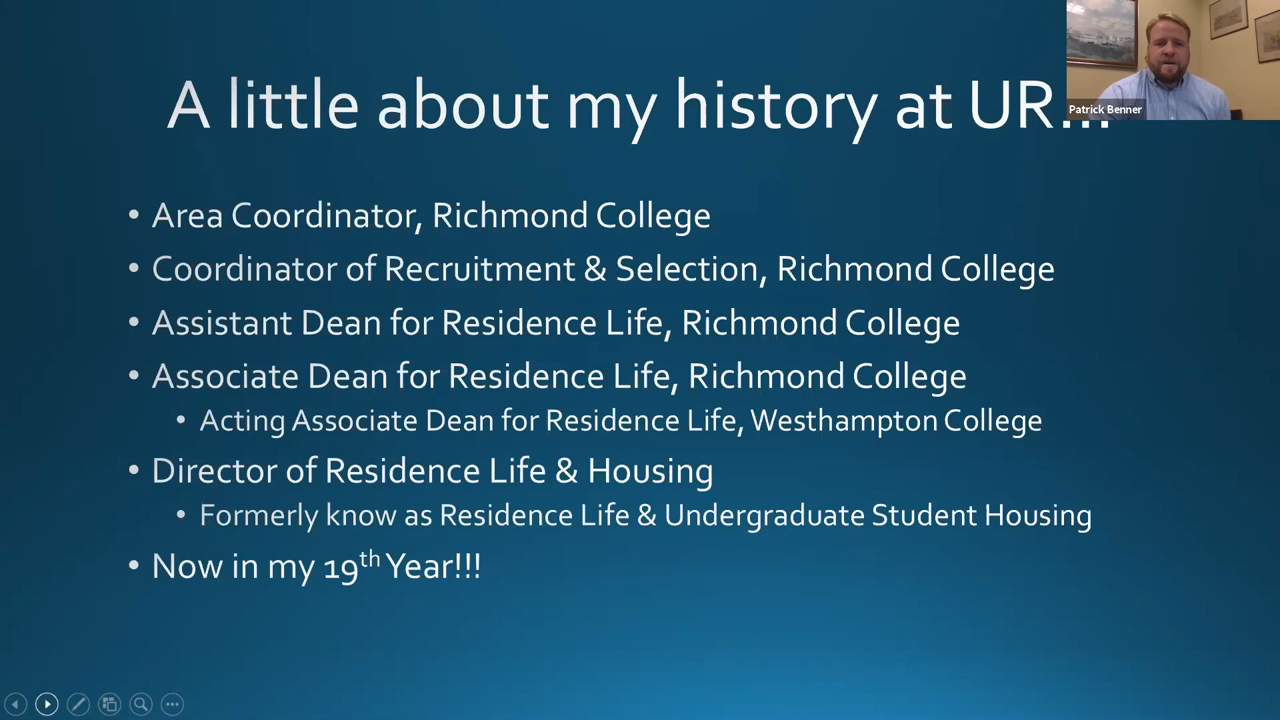 A little about my history at UR...
Patrick Benner
• Area Coordinator, Richmond College
• Coordinator of Recruitment & Selection, Richmond College
• Assistant Dean for Residence Life, Richmond College
• Associate Dean for Residence Life, Richmond College
• Acting Associate Dean for Residence Life, Westhampton College
• Director of Residence Life & Housing
• Formerly know as Residence Life & Undergraduate Student Housing
• Now in my 19th Year!!!